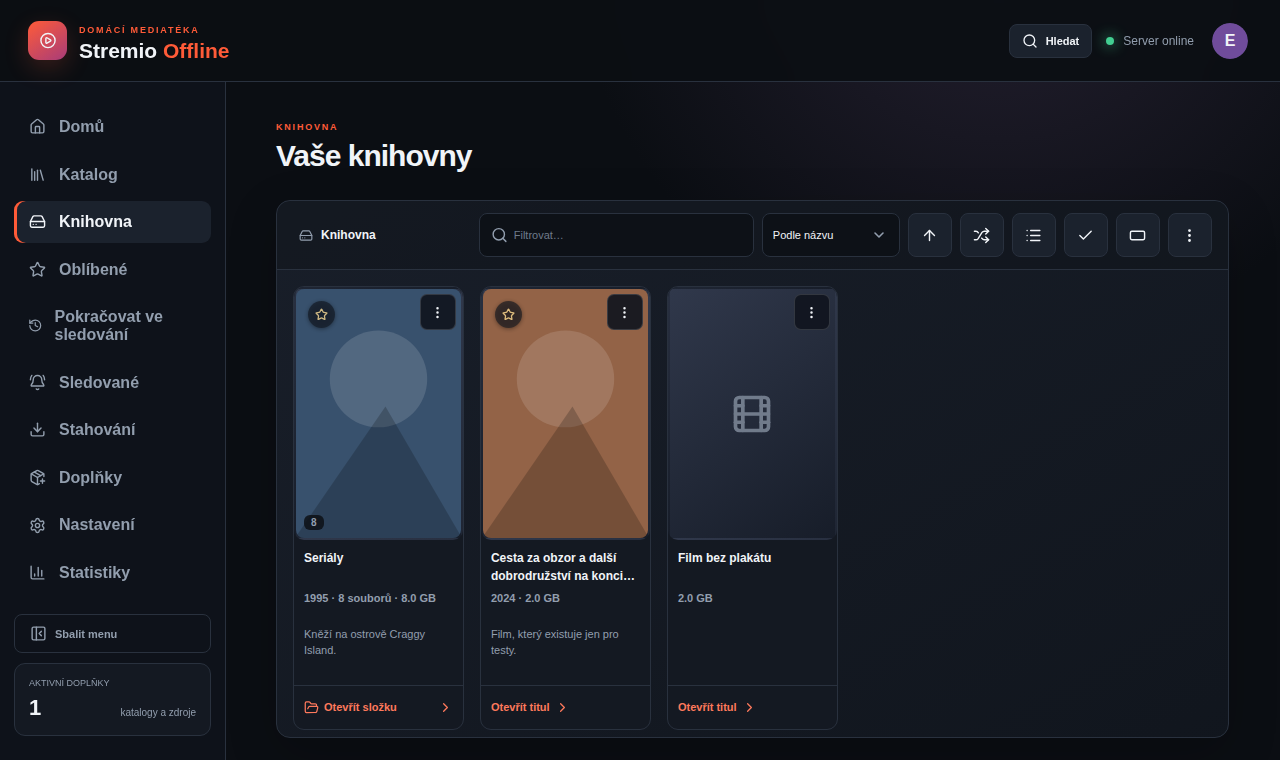 DOMÁCÍ MEDIATÉKA
Stremio Offline
Hledat
Server online
E
Domů
Katalog
Knihovna
Oblíbené
Pokračovat ve
sledování
Sledované
Stahování
Doplňky
Nastavení
Statistiky
Sbalit menu
AKTIVNÍ DOPLŇKY
1
katalogy a zdroje
KNIHOVNA
Vaše knihovny
Knihovna
Filtrovat…
Podle názvu
8
Seriály
1995 · 8 souborů · 8.0 GB
Kněží na ostrově Craggy
Island.
Otevřít složku
Cesta za obzor a další
dobrodružství na konci…
2024 · 2.0 GB
Film, který existuje jen pro
testy.
Otevřít titul
Film bez plakátu
2.0 GB
Otevřít titul